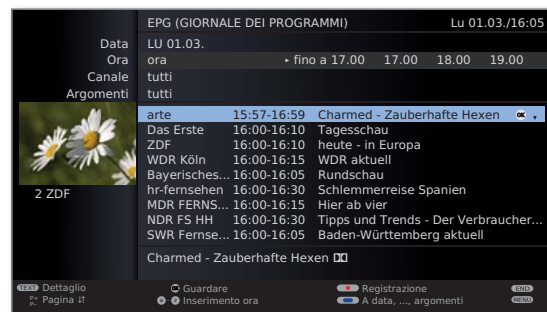 EPG (GIORNALE DEI PROGRAMMI) Lu 01.03./16:05
Data LU 01.03.
Ora ora ▸ fino a 17.00 17.00 18.00 19.00
Canale tutti
Argomenti tutti
arte 15:57-16:59 Charmed - Zauberhafte Hexen OK
Das Erste 16:00-16:10 Tagesschau
ZDF 16:00-16:10 heute - in Europa
WDR Köln 16:00-16:15 WDR aktuell
Bayerisches... 16:00-16:05 Rundschau
hr-fernsehen 16:00-16:30 Schlemmerreise Spanien
MDR FERNS... 16:00-16:15 Hier ab vier
NDR FS HH 16:00-16:30 Tipps und Trends - Der Verbraucher...
SWR Fernse... 16:00-16:05 Baden-Württemberg aktuell
2 ZDF
Charmed - Zauberhafte Hexen
TEXT Dettaglio OK Guardare Registrazione END
P+ P- Pagina Inserimento ora A data, ..., argomenti MENU